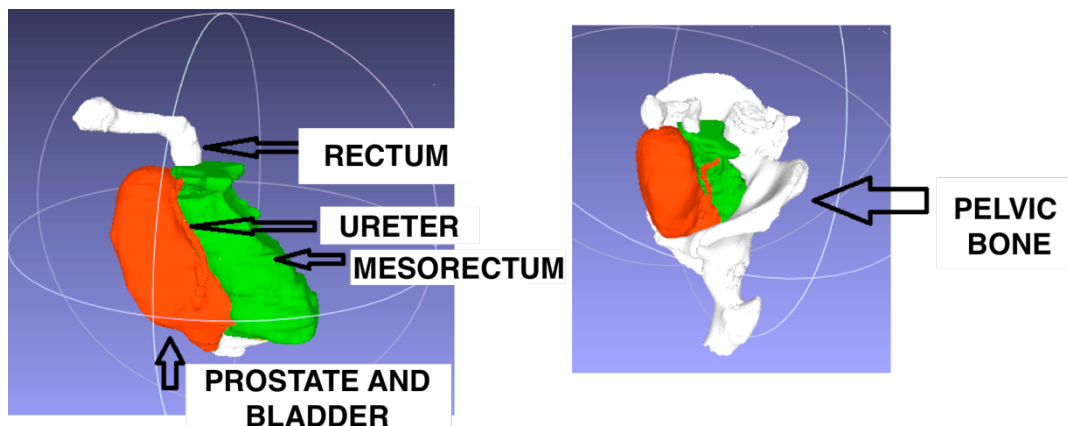 RECTUM
URETER
MESORECTUM
PROSTATE AND
BLADDER
PELVIC
BONE